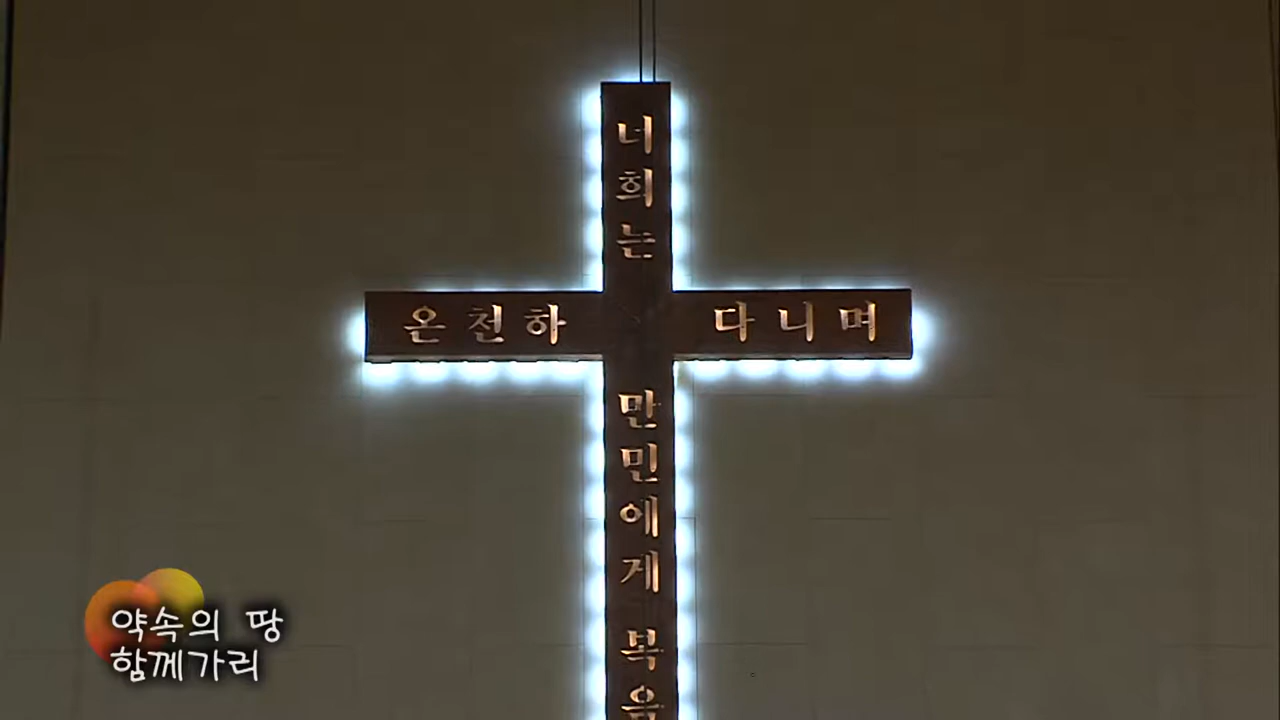 너희는
온천하 다니며
만민에게 복음
약속의 땅
함께가리